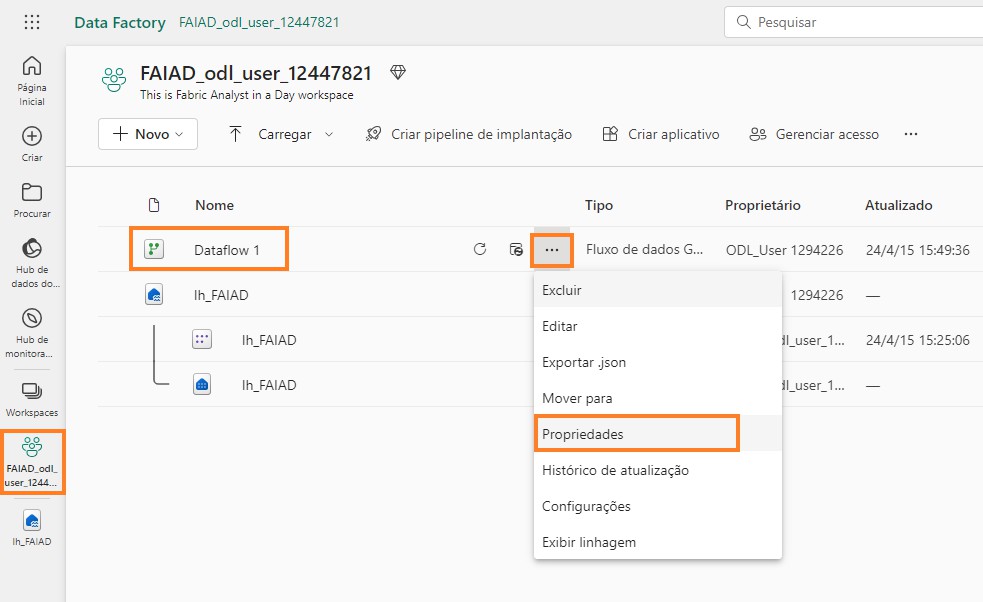 Data Factory FAIAD_odl_user_12447821
Pesquisar
Página
Inicial
Criar
Procurar
Hub de
dados do...
Hub de
monitora...
Workspaces
FAIAD_odl_
user_1244...
lh_FAIAD
FAIAD_odl_user_12447821
This is Fabric Analyst in a Day workspace
Novo Carregar Criar pipeline de implantação Criar aplicativo Gerenciar acesso ...
Nome Tipo Proprietário Atualizado
Dataflow 1 ... Fluxo de dados G... ODL_User 1294226 24/4/15 15:49:36
lh_FAIAD 1294226 —
lh_FAIAD dl_user_1... 24/4/15 15:25:06
lh_FAIAD dl_user_1... —
Excluir
Editar
Exportar .json
Mover para
Propriedades
Histórico de atualização
Configurações
Exibir linhagem